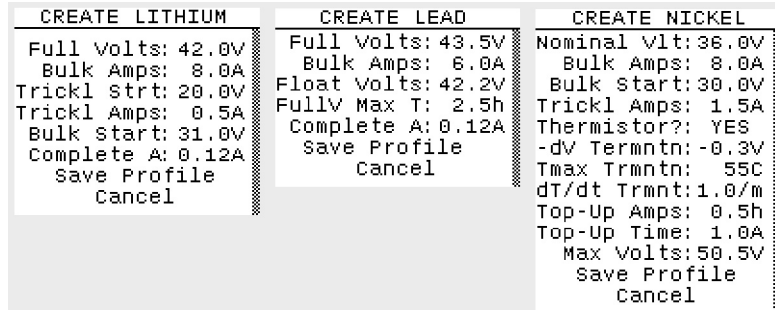 CREATE LITHIUM
Full Volts: 42.0V
Bulk Amps: 8.0A
Trickl Strt: 20.0V
Trickl Amps: 0.5A
Bulk Start: 31.0V
Complete A: 0.12A
Save Profile
Cancel
CREATE LEAD
Full Volts: 43.5V
Bulk Amps: 6.0A
Float Volts: 42.2V
FullV Max T: 2.5h
Complete A: 0.12A
Save Profile
Cancel
CREATE NICKEL
Nominal Vlt: 36.0V
Bulk Amps: 8.0A
Bulk Start: 30.0V
Trickl Amps: 1.5A
Thermistor?: YES
-dV Termntn: -0.3V
Tmax Trmntn: 55C
dT/dt Trmnt: 1.0/m
Top-Up Amps: 0.5h
Top-Up Time: 1.0A
Max Volts: 50.5V
Save Profile
Cancel